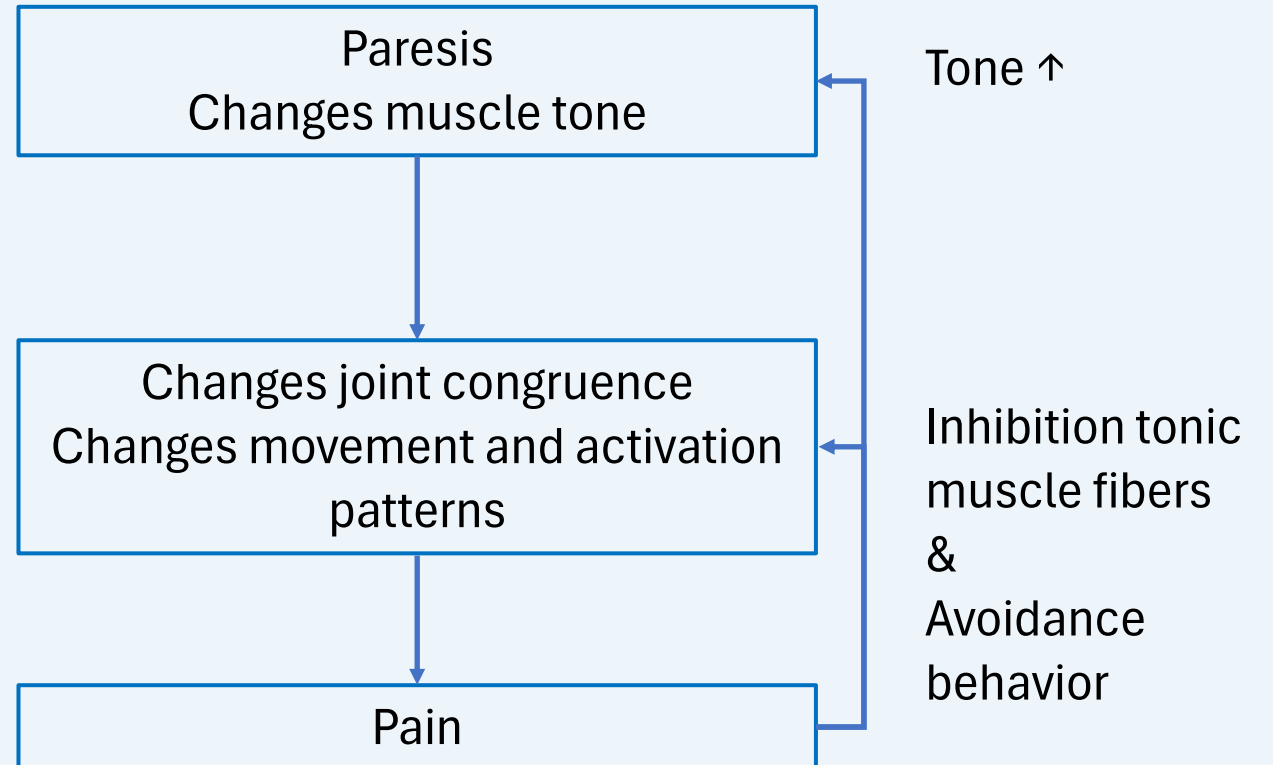 Paresis
Changes muscle tone
Tone ↑
Changes joint congruence
Changes movement and activation
patterns
Inhibition tonic
muscle fibers
&
Avoidance
behavior
Pain